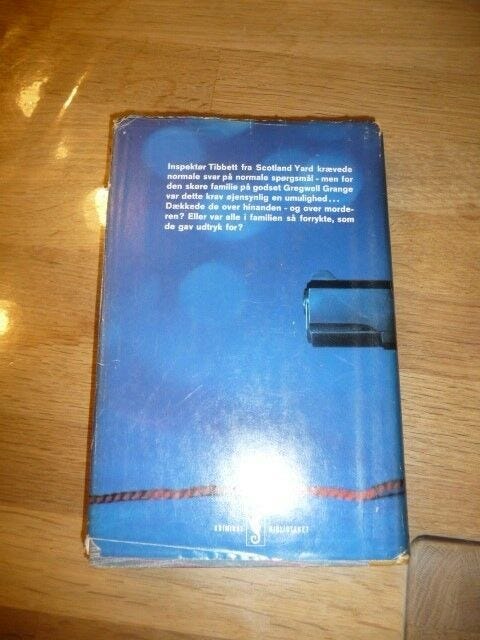 Inspektør Tibbett fra Scotland Yard krævede
normale svar på normale spørgsmål - men for
den skøre familie på godset Gregwell Grange
var dette krav øjensynlig en umulighed...
Dækkede de over hinanden - og over morde-
ren? Eller var alle i familien så forrykte, som
de gav udtryk for?
KRIMINAL BIBLIOTEKET